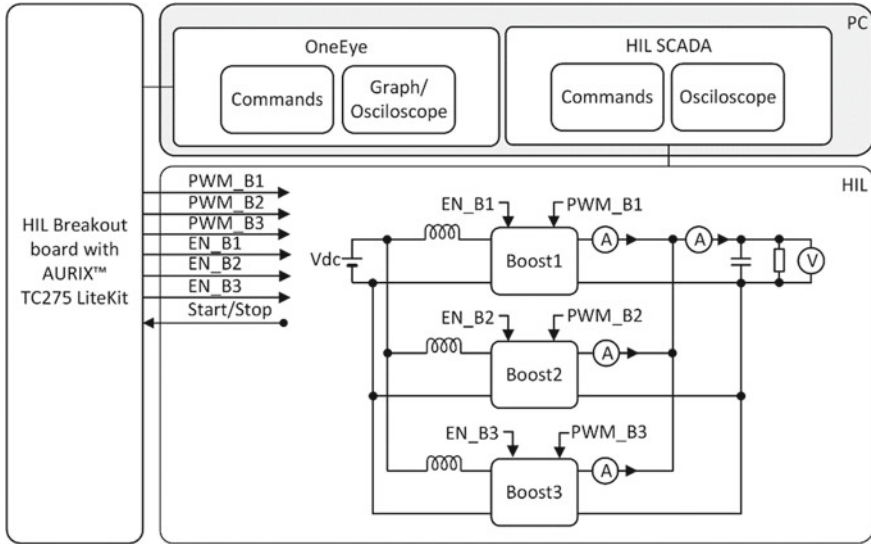 PC
OneEye
Commands
Graph/
Osciloscope
HIL SCADA
Commands
Osciloscope
HIL Breakout
board with
AURIX™
TC275 LiteKit
PWM_B1
PWM_B2
PWM_B3
EN_B1
EN_B2
EN_B3
Start/Stop
HIL
EN_B1
PWM_B1
Vdc
Boost1
A
A
V
EN_B2
PWM_B2
Boost2
A
EN_B3
PWM_B3
Boost3
A